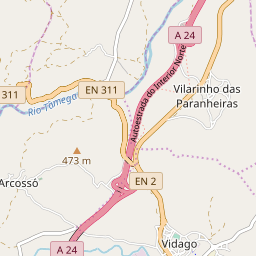 A 24
EN 311
311
Rio Tâmega
Autoestrada do Interior Norte
Vilarinho das
Paranheiras
473 m
Arcossó
EN 2
Vidago
A 24